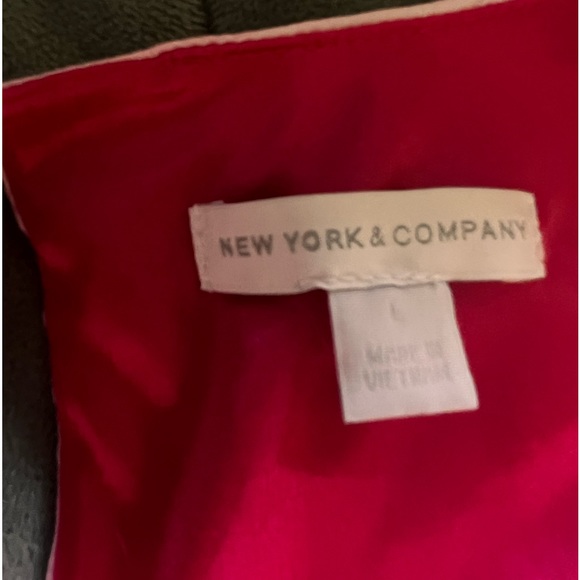 NEW YORK & COMPANY
L
MADE IN
VIETNAM